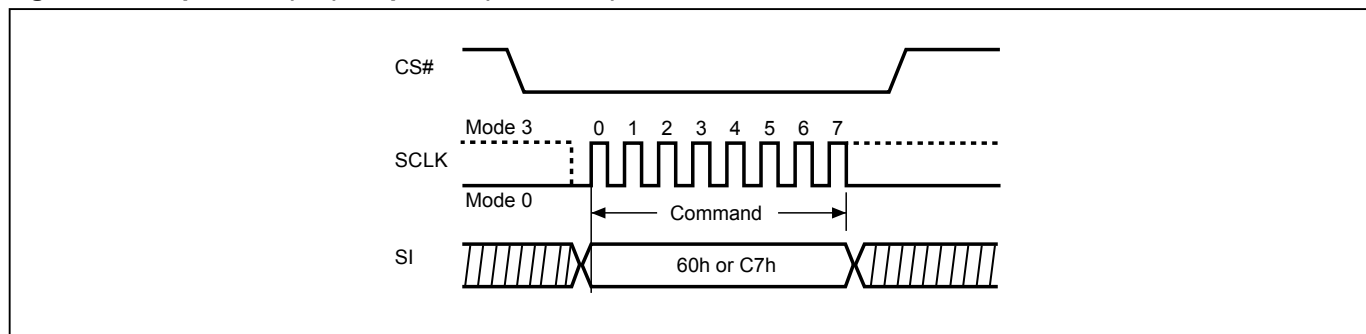 CS#
Mode 3 0 1 2 3 4 5 6 7
SCLK
Mode 0
Command
SI
60h or C7h